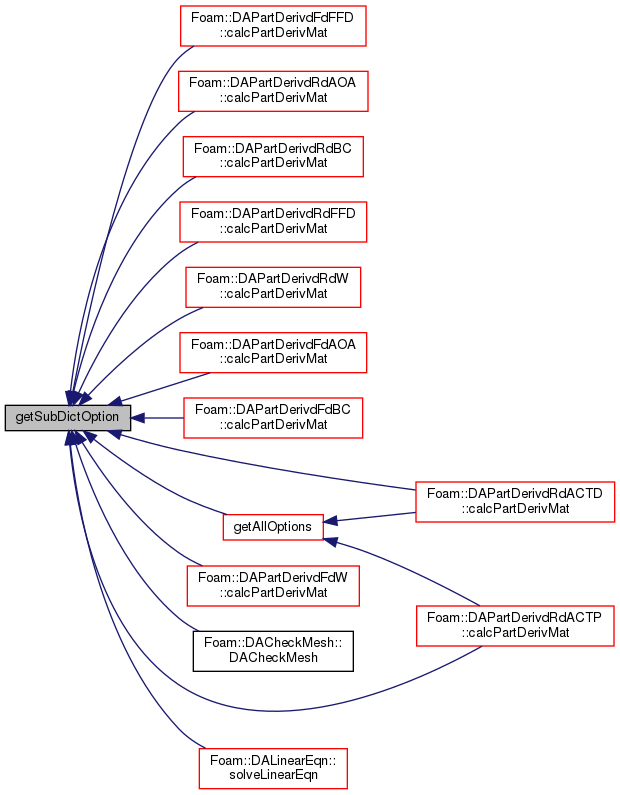 Foam::DAPartDerivdFdFFD
::calcPartDerivMat
Foam::DAPartDerivdRdAOA
::calcPartDerivMat
Foam::DAPartDerivdRdBC
::calcPartDerivMat
Foam::DAPartDerivdRdFFD
::calcPartDerivMat
Foam::DAPartDerivdRdW
::calcPartDerivMat
Foam::DAPartDerivdFdAOA
::calcPartDerivMat
getSubDictOption
Foam::DAPartDerivdFdBC
::calcPartDerivMat
Foam::DAPartDerivdRdACTD
::calcPartDerivMat
getAllOptions
Foam::DAPartDerivdFdW
::calcPartDerivMat
Foam::DAPartDerivdRdACTP
::calcPartDerivMat
Foam::DACheckMesh::
DACheckMesh
Foam::DALinearEqn::
solveLinearEqn